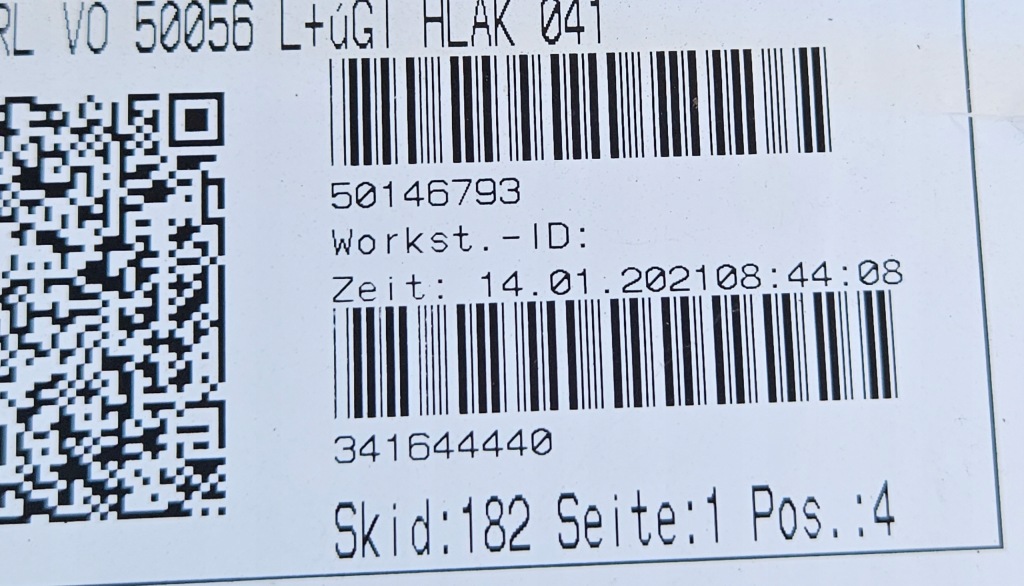 RL VO 50056 L+úGT HLAK 041
50146793
Workst.-ID:
Zeit: 14.01.202108:44:08
341644440
Skid:182 Seite:1 Pos.:4